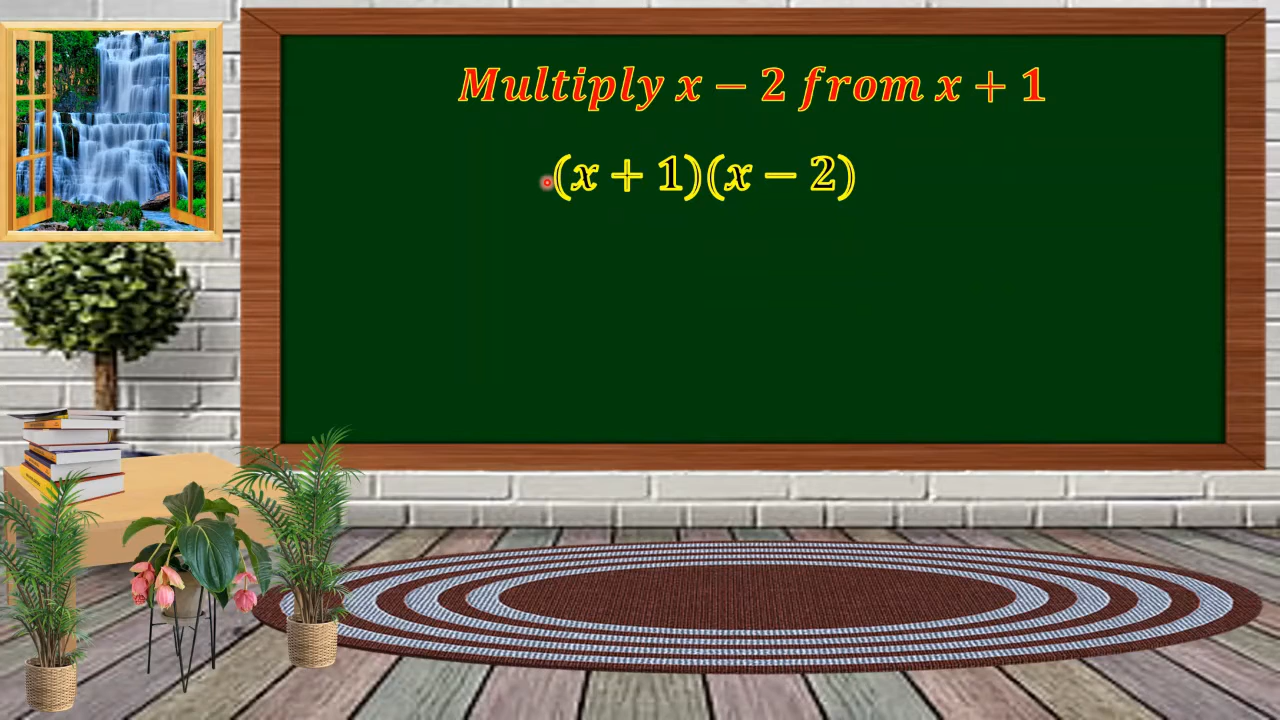 Multiply x − 2 from x + 1
(x + 1)(x − 2)